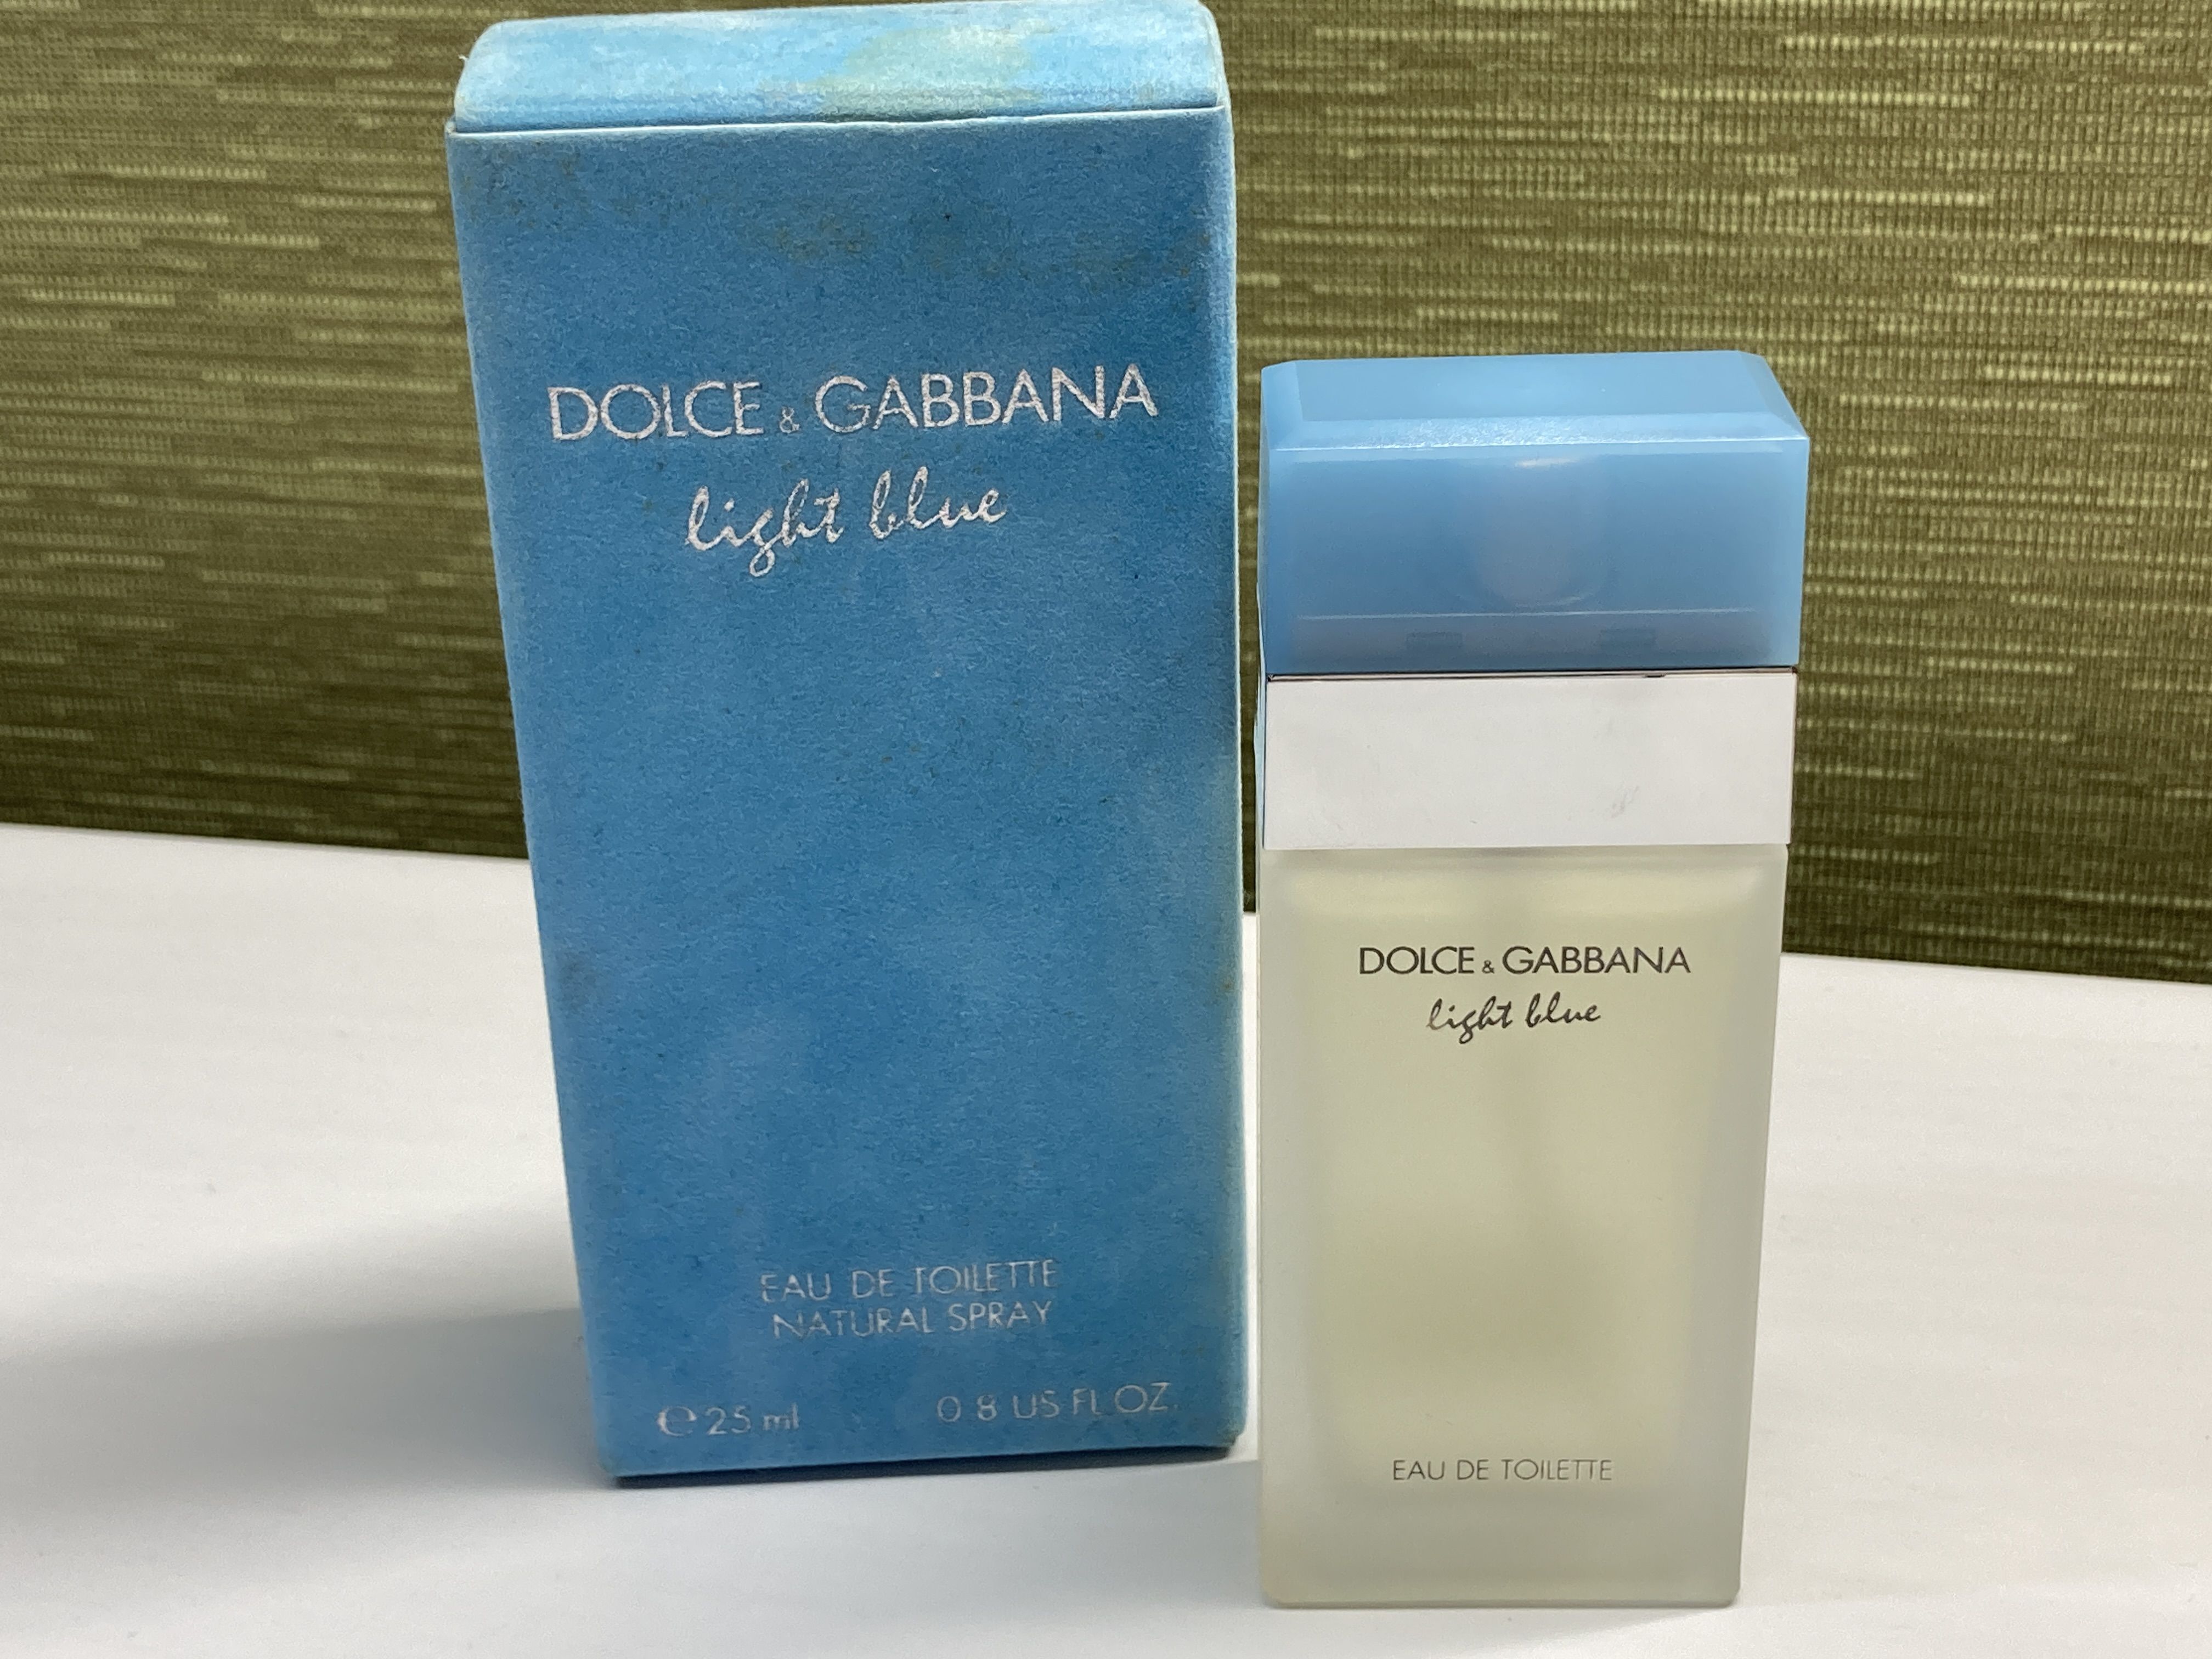 DOLCE & GABBANA
light blue
EAU DE TOILETTE
NATURAL SPRAY
℮ 25 ml 0.8 US FL.OZ.
DOLCE & GABBANA
light blue
EAU DE TOILETTE